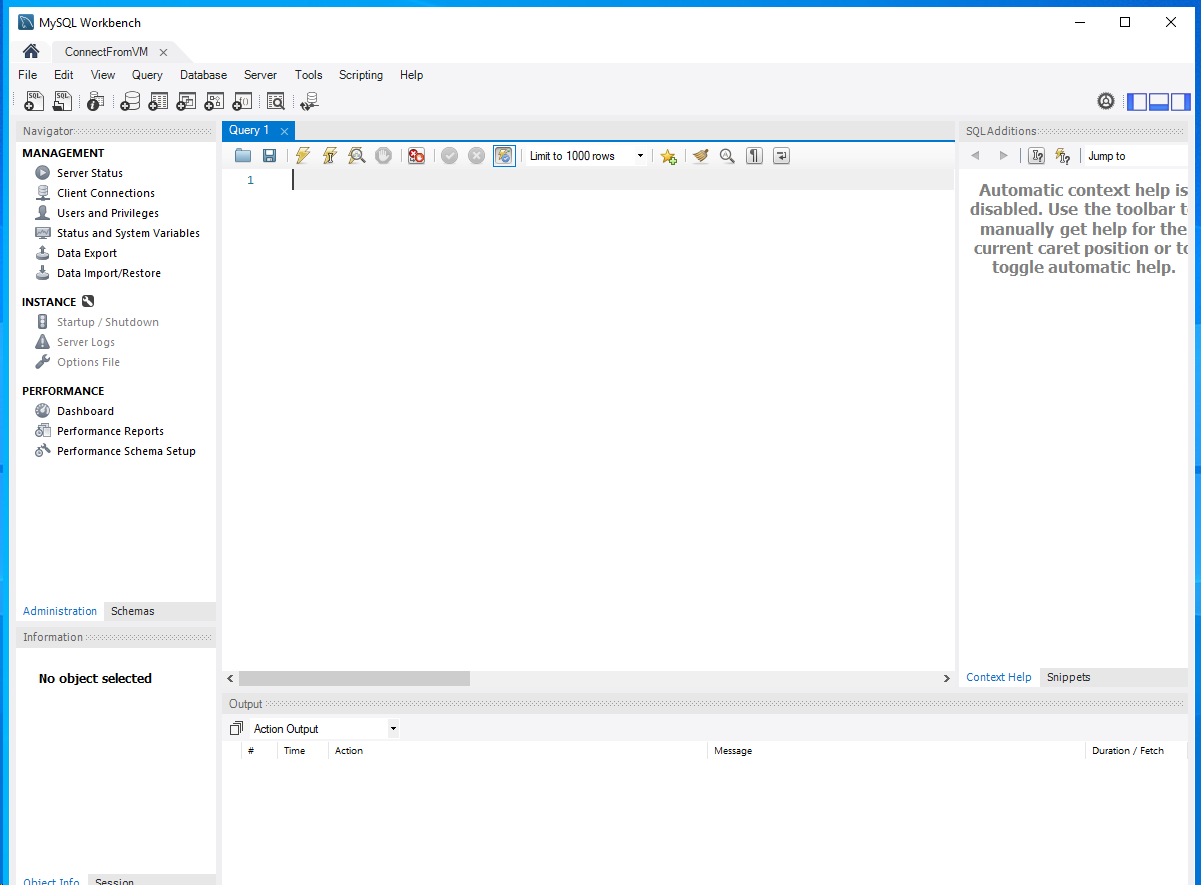 MySQL Workbench
ConnectFromVM
File Edit View Query Database Server Tools Scripting Help
Navigator
MANAGEMENT
Server Status
Client Connections
Users and Privileges
Status and System Variables
Data Export
Data Import/Restore
INSTANCE
Startup / Shutdown
Server Logs
Options File
PERFORMANCE
Dashboard
Performance Reports
Performance Schema Setup
Administration Schemas
Information
No object selected
Object Info Session
Query 1
Limit to 1000 rows
1
SQLAdditions
Jump to
Automatic context help is
disabled. Use the toolbar t
manually get help for the
current caret position or to
toggle automatic help.
Context Help Snippets
Output
Action Output
# Time Action Message Duration / Fetch